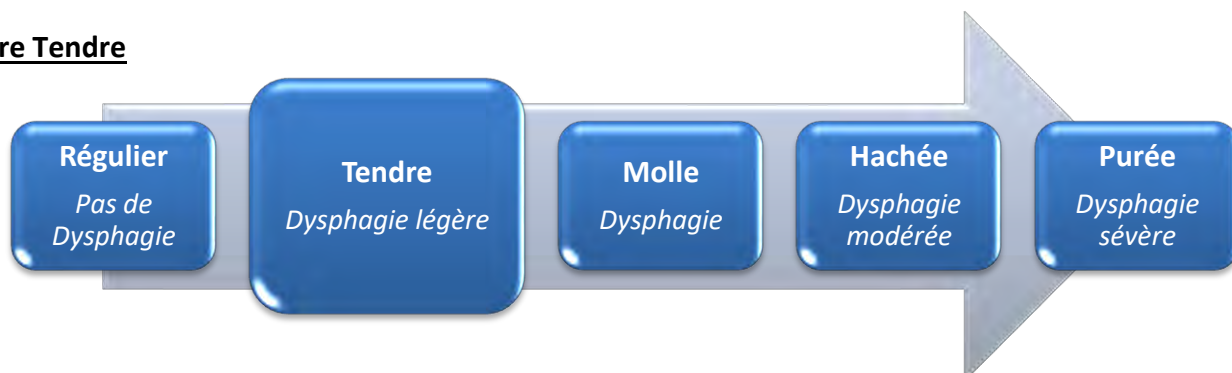 re Tendre
Régulier
Pas de
Dysphagie
Tendre
Dysphagie légère
Molle
Dysphagie
Hachée
Dysphagie
modérée
Purée
Dysphagie
sévère